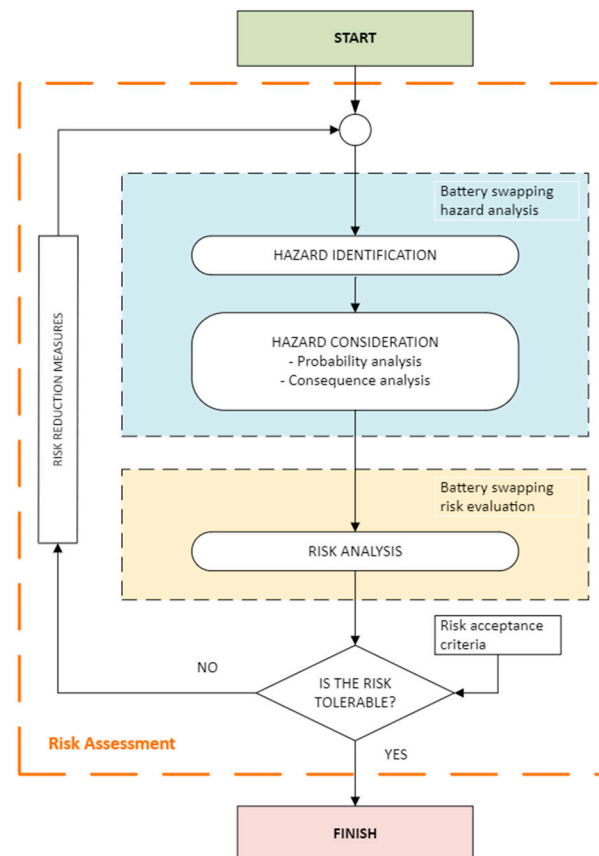 START
Battery swapping
hazard analysis
HAZARD IDENTIFICATION
HAZARD CONSIDERATION
- Probability analysis
- Consequence analysis
RISK REDUCTION MEASURES
Battery swapping
risk evaluation
RISK ANALYSIS
Risk acceptance
criteria
NO
IS THE RISK
TOLERABLE?
Risk Assessment
YES
FINISH